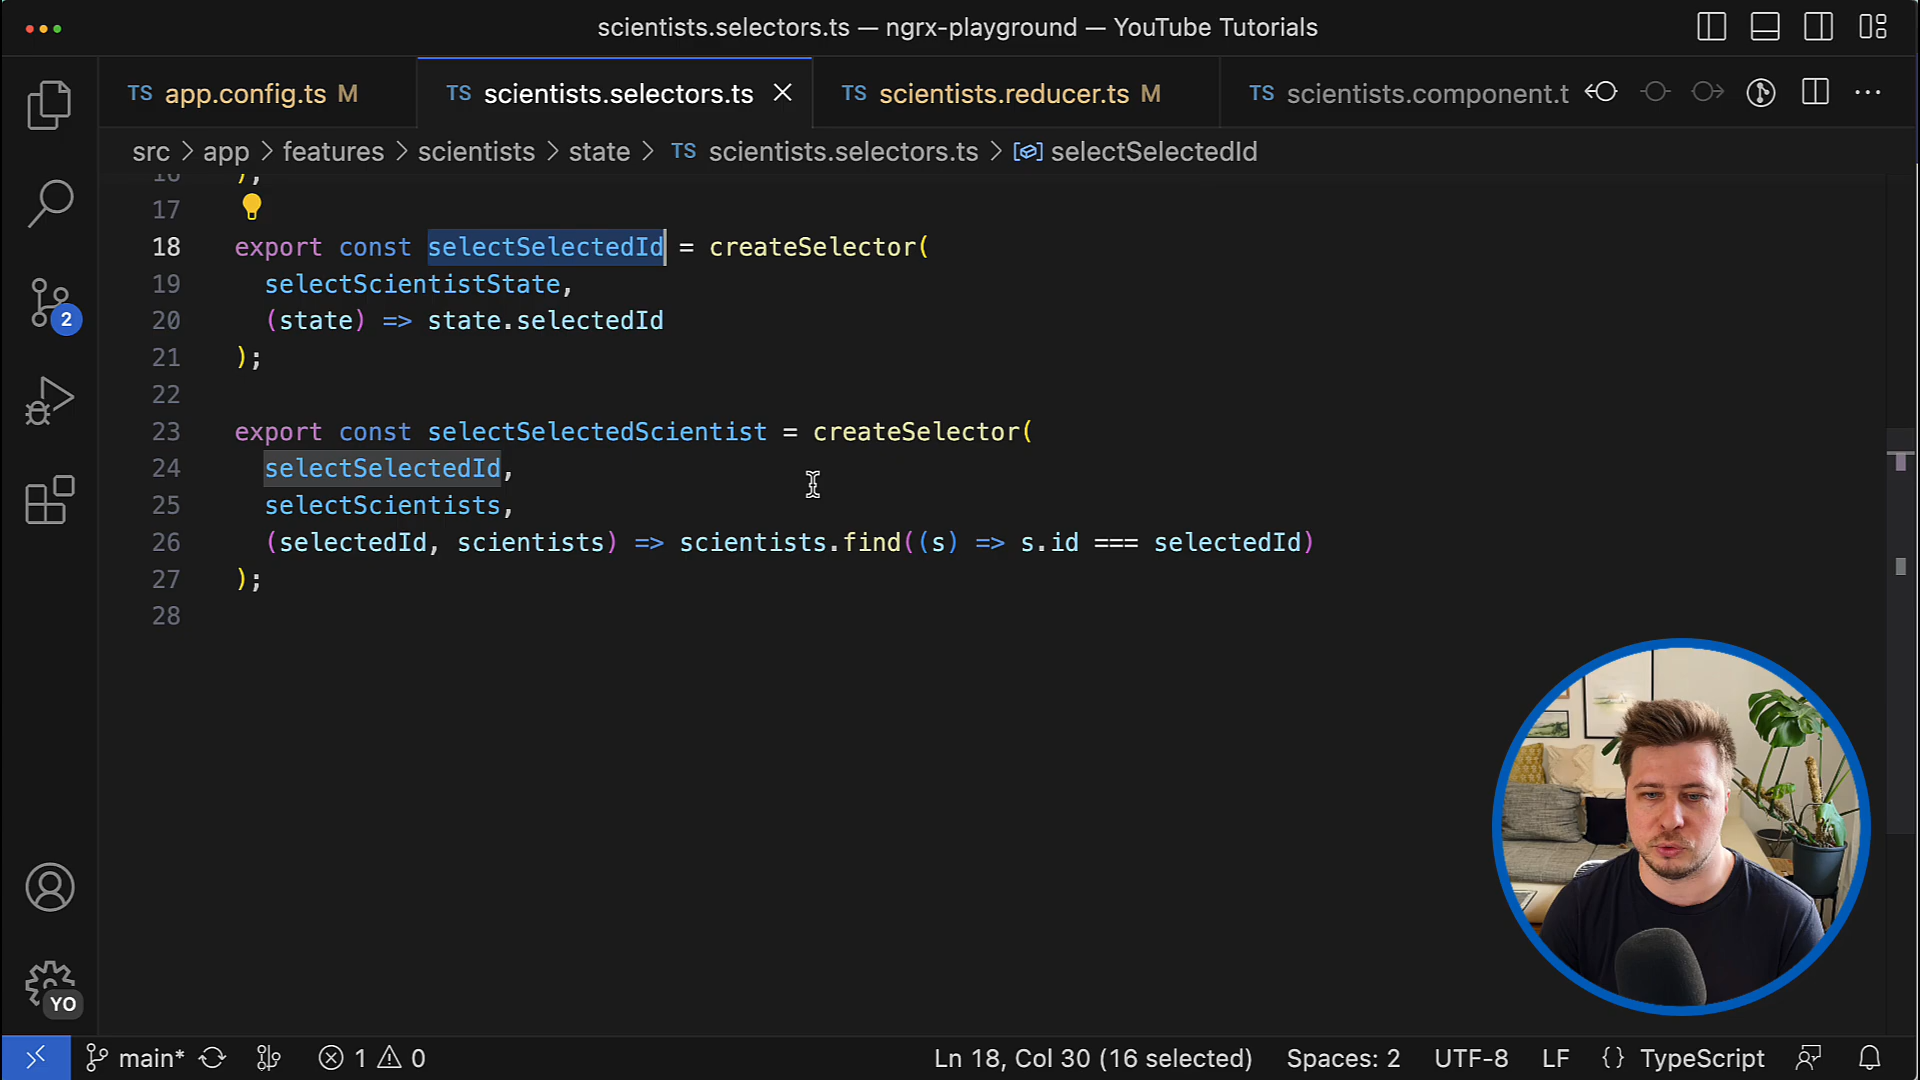 scientists.selectors.ts — ngrx-playground — YouTube Tutorials
TS app.config.ts M
TS scientists.selectors.ts
TS scientists.reducer.ts M
TS scientists.component.t
src > app > features > scientists > state > TS scientists.selectors.ts > selectSelectedId
16 );
17
18 export const selectSelectedId = createSelector(
19 selectScientistState,
20 (state) => state.selectedId
21 );
22
23 export const selectSelectedScientist = createSelector(
24 selectSelectedId,
25 selectScientists,
26 (selectedId, scientists) => scientists.find((s) => s.id === selectedId)
27 );
28
2
YO
main* 1 0 Ln 18, Col 30 (16 selected) Spaces: 2 UTF-8 LF {} TypeScript